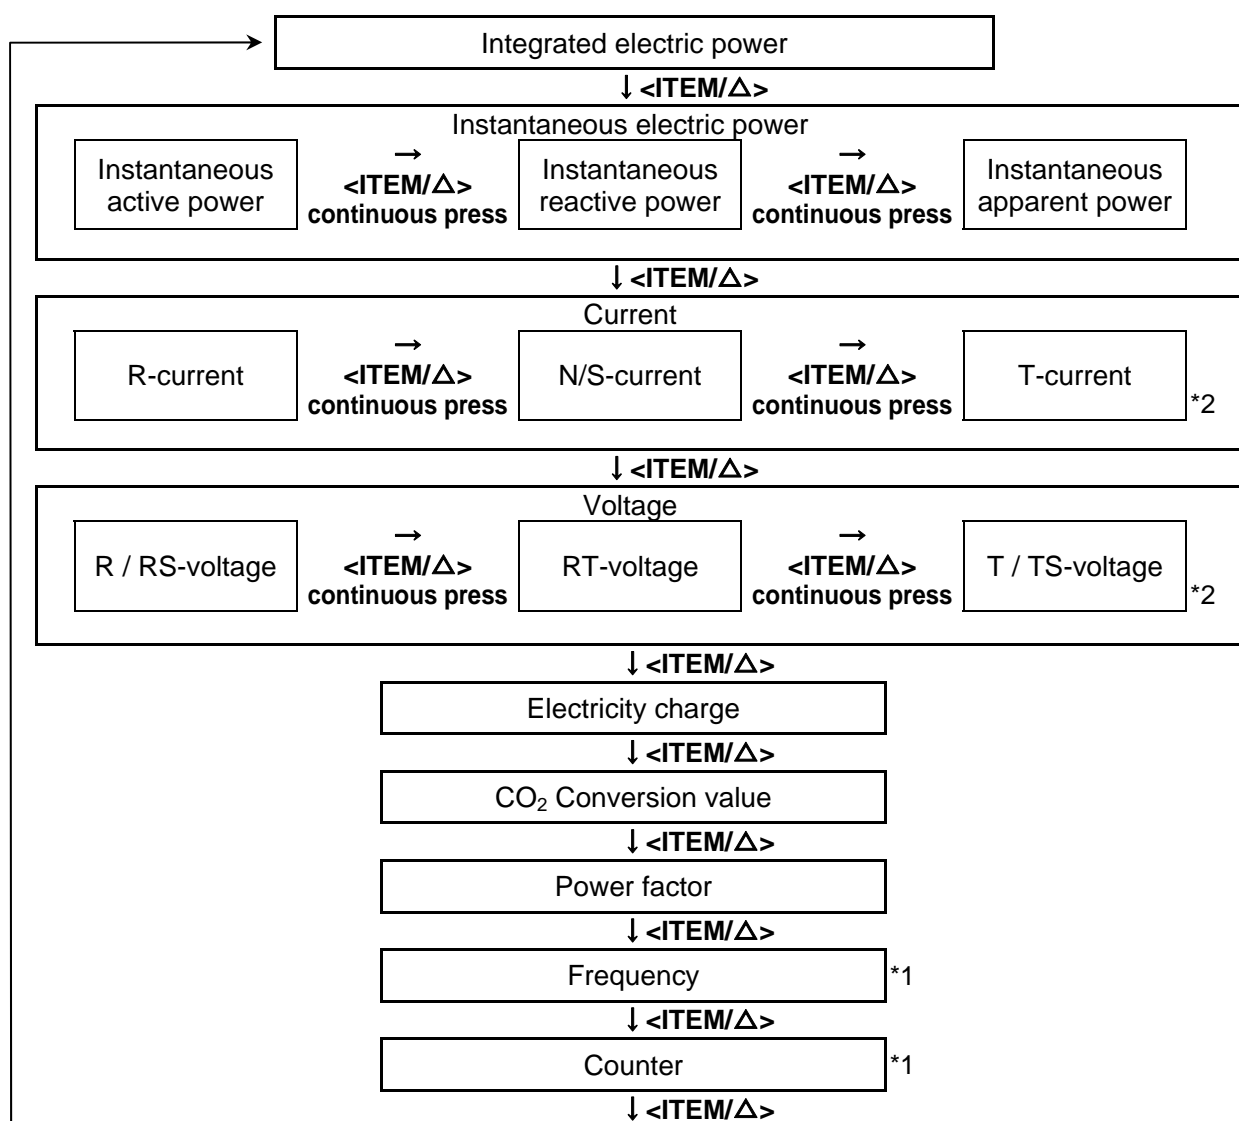 Integrated electric power
↓<ITEM/△>
Instantaneous electric power
Instantaneous
active power
→
<ITEM/△>
continuous press
Instantaneous
reactive power
→
<ITEM/△>
continuous press
Instantaneous
apparent power
↓<ITEM/△>
Current
R-current
→
<ITEM/△>
continuous press
N/S-current
→
<ITEM/△>
continuous press
T-current
*2
↓<ITEM/△>
Voltage
R / RS-voltage
→
<ITEM/△>
continuous press
RT-voltage
→
<ITEM/△>
continuous press
T / TS-voltage
*2
↓<ITEM/△>
Electricity charge
↓<ITEM/△>
CO₂ Conversion value
↓<ITEM/△>
Power factor
↓<ITEM/△>
Frequency *1
↓<ITEM/△>
Counter *1
↓<ITEM/△>